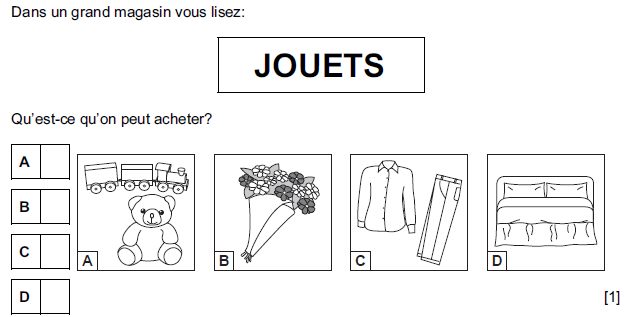 Dans un grand magasin vous lisez:
JOUETS
Qu'est-ce qu'on peut acheter?
A
B
C
D
A
B
C
D
[1]